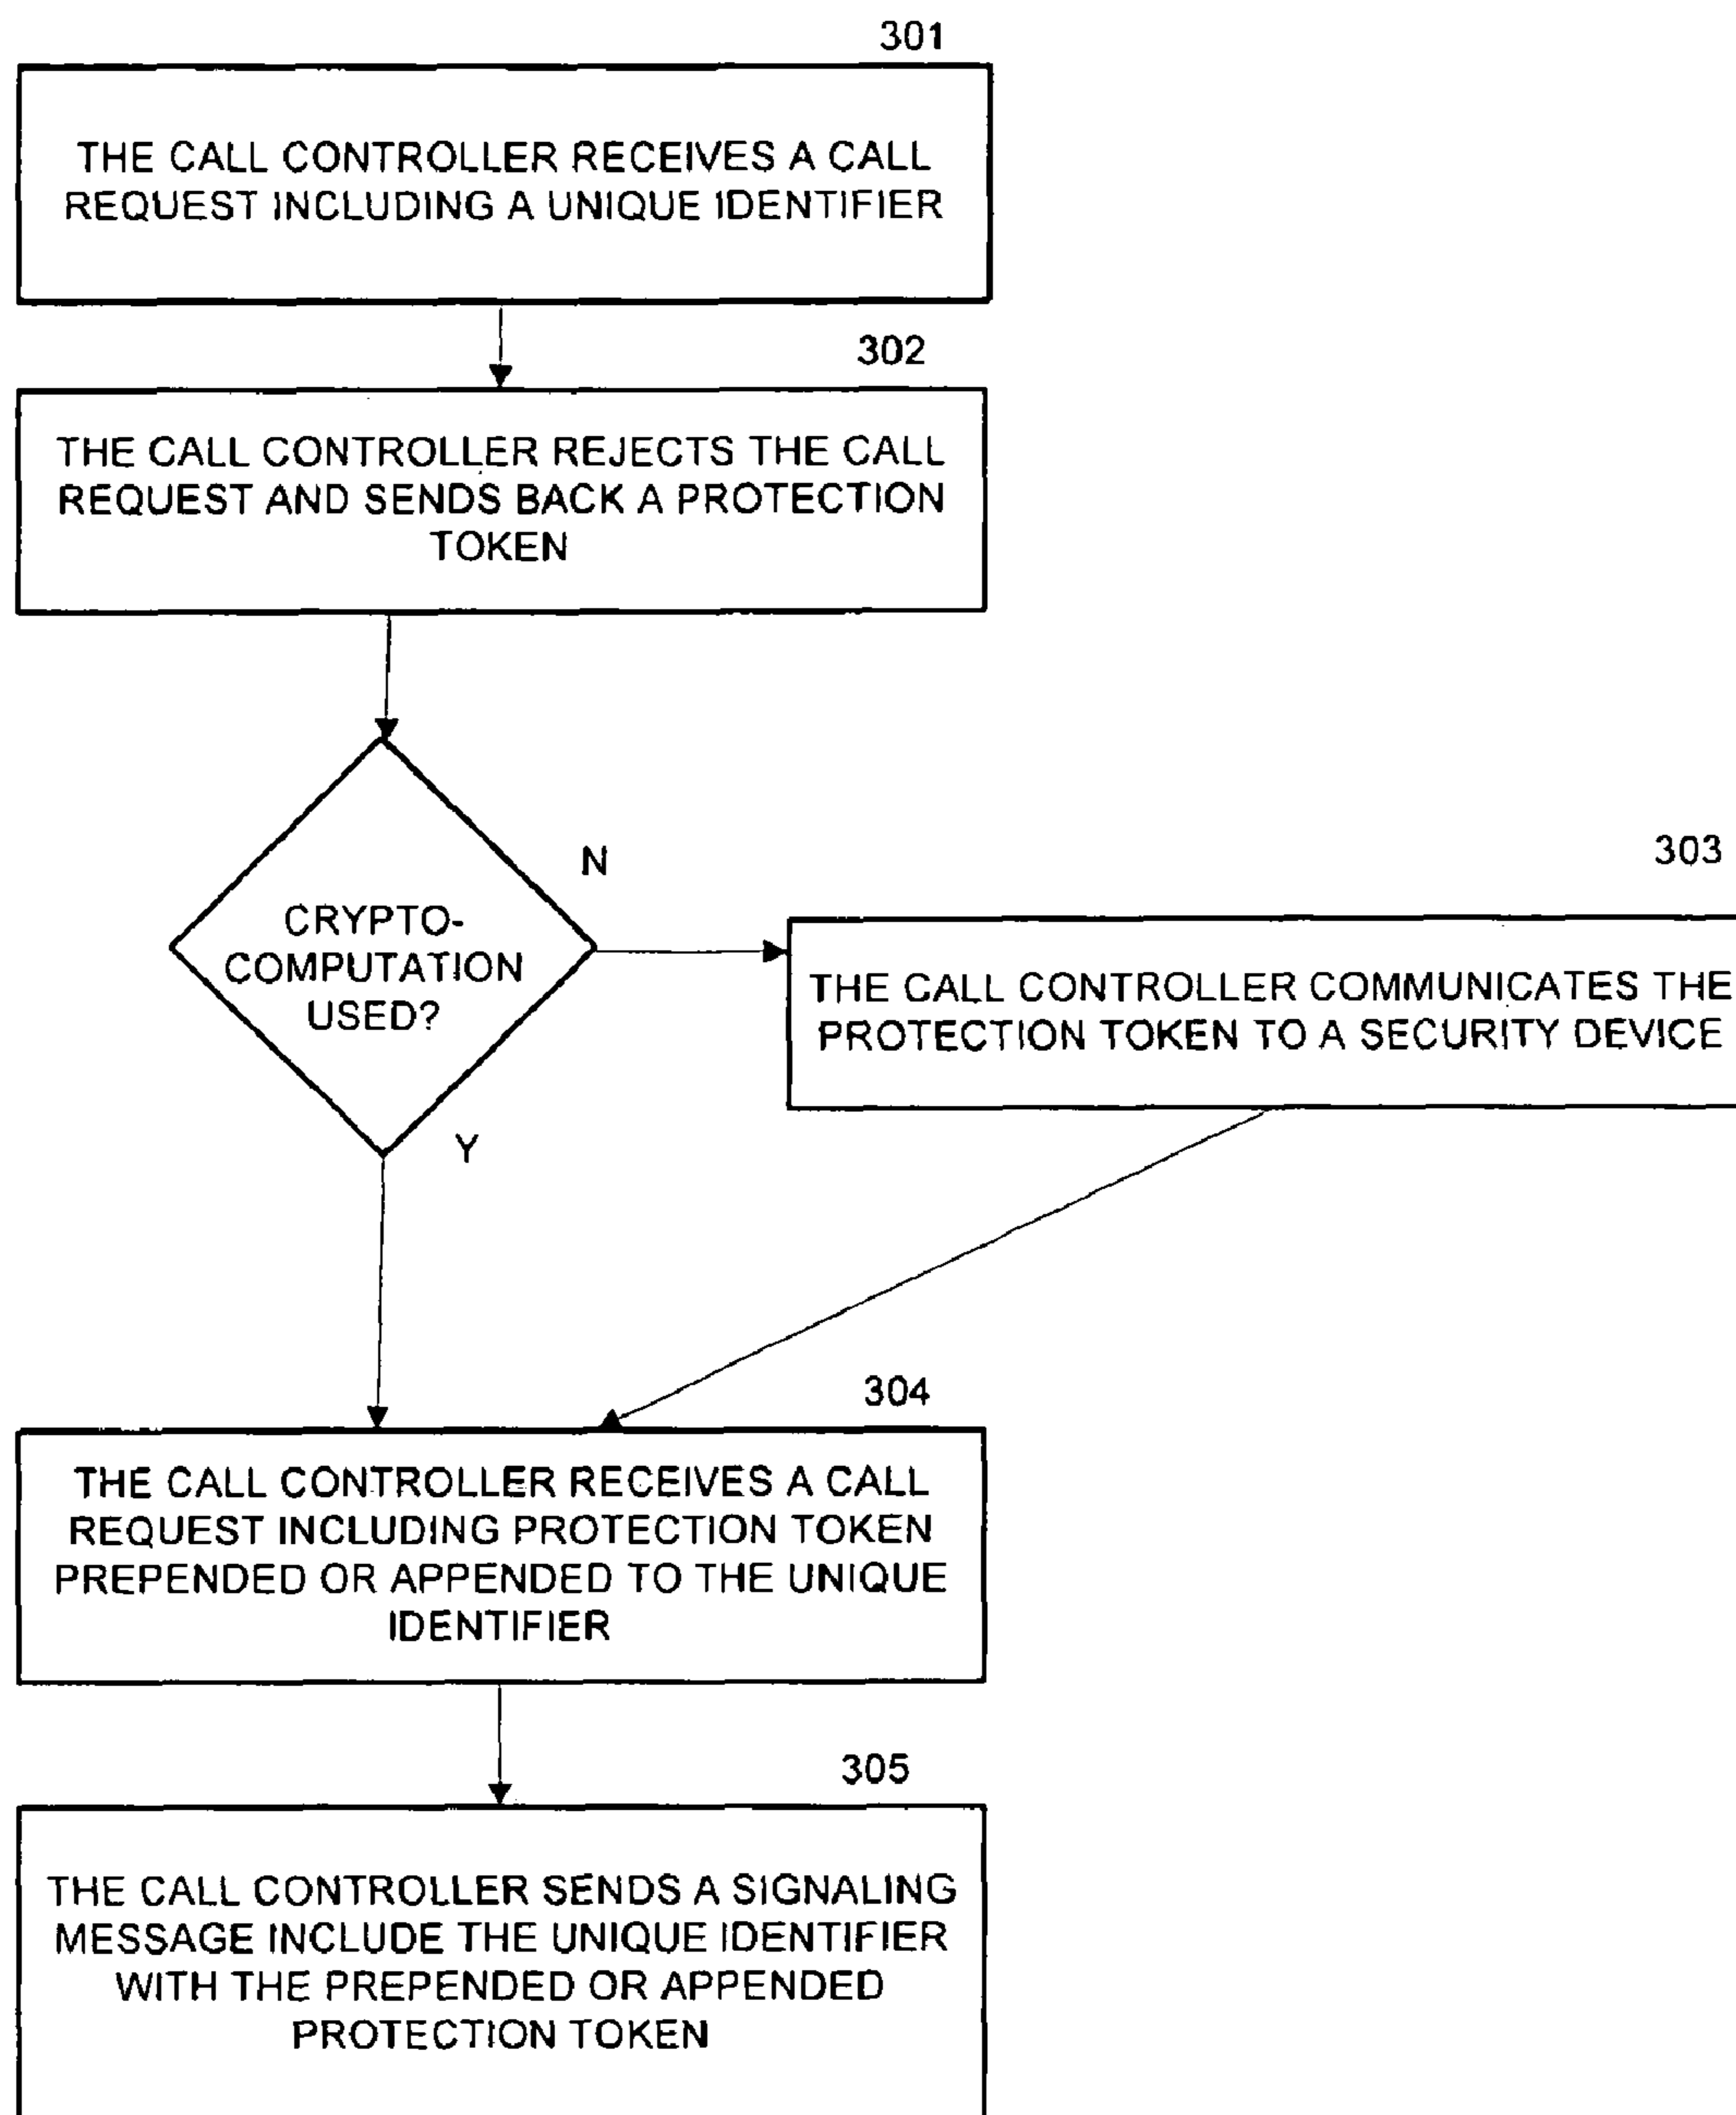 301
THE CALL CONTROLLER RECEIVES A CALL
REQUEST INCLUDING A UNIQUE IDENTIFIER
302
THE CALL CONTROLLER REJECTS THE CALL
REQUEST AND SENDS BACK A PROTECTION
TOKEN
N
CRYPTO-
COMPUTATION
USED?
Y
303
THE CALL CONTROLLER COMMUNICATES THE
PROTECTION TOKEN TO A SECURITY DEVICE
304
THE CALL CONTROLLER RECEIVES A CALL
REQUEST INCLUDING PROTECTION TOKEN
PREPENDED OR APPENDED TO THE UNIQUE
IDENTIFIER
305
THE CALL CONTROLLER SENDS A SIGNALING
MESSAGE INCLUDE THE UNIQUE IDENTIFIER
WITH THE PREPENDED OR APPENDED
PROTECTION TOKEN